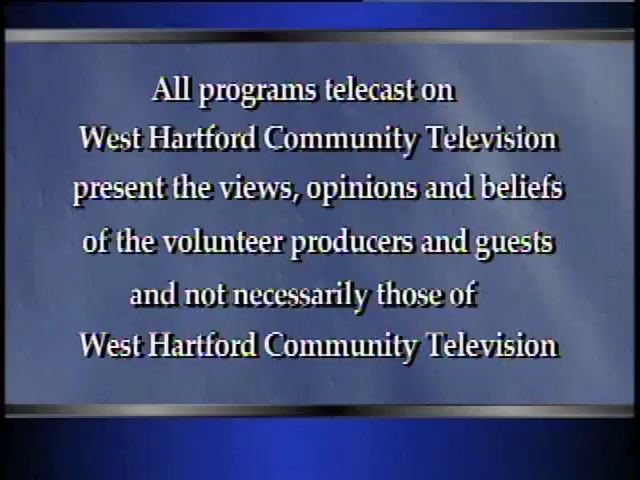 All programs telecast on
West Hartford Community Television
present the views, opinions and beliefs
of the volunteer producers and guests
and not necessarily those of
West Hartford Community Television